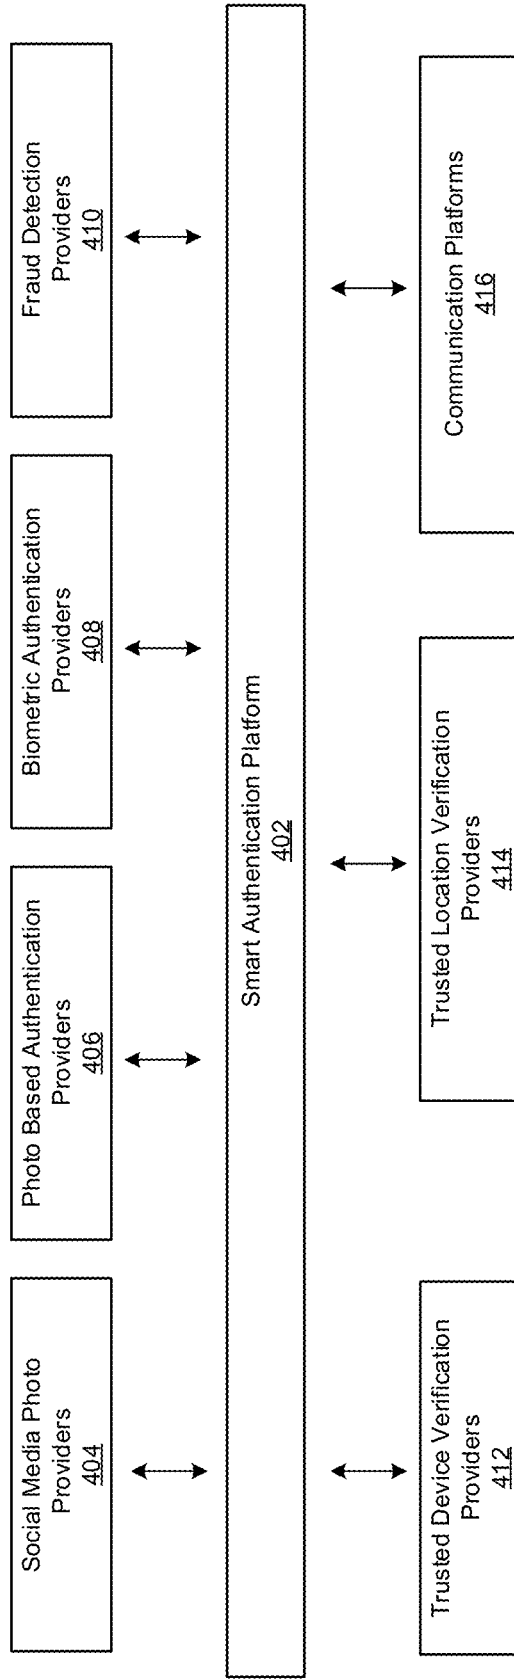 Social Media Photo
Providers
404
Photo Based Authentication
Providers
406
Biometric Authentication
Providers
408
Fraud Detection
Providers
410
Smart Authentication Platform
402
Trusted Device Verification
Providers
412
Trusted Location Verification
Providers
414
Communication Platforms
416